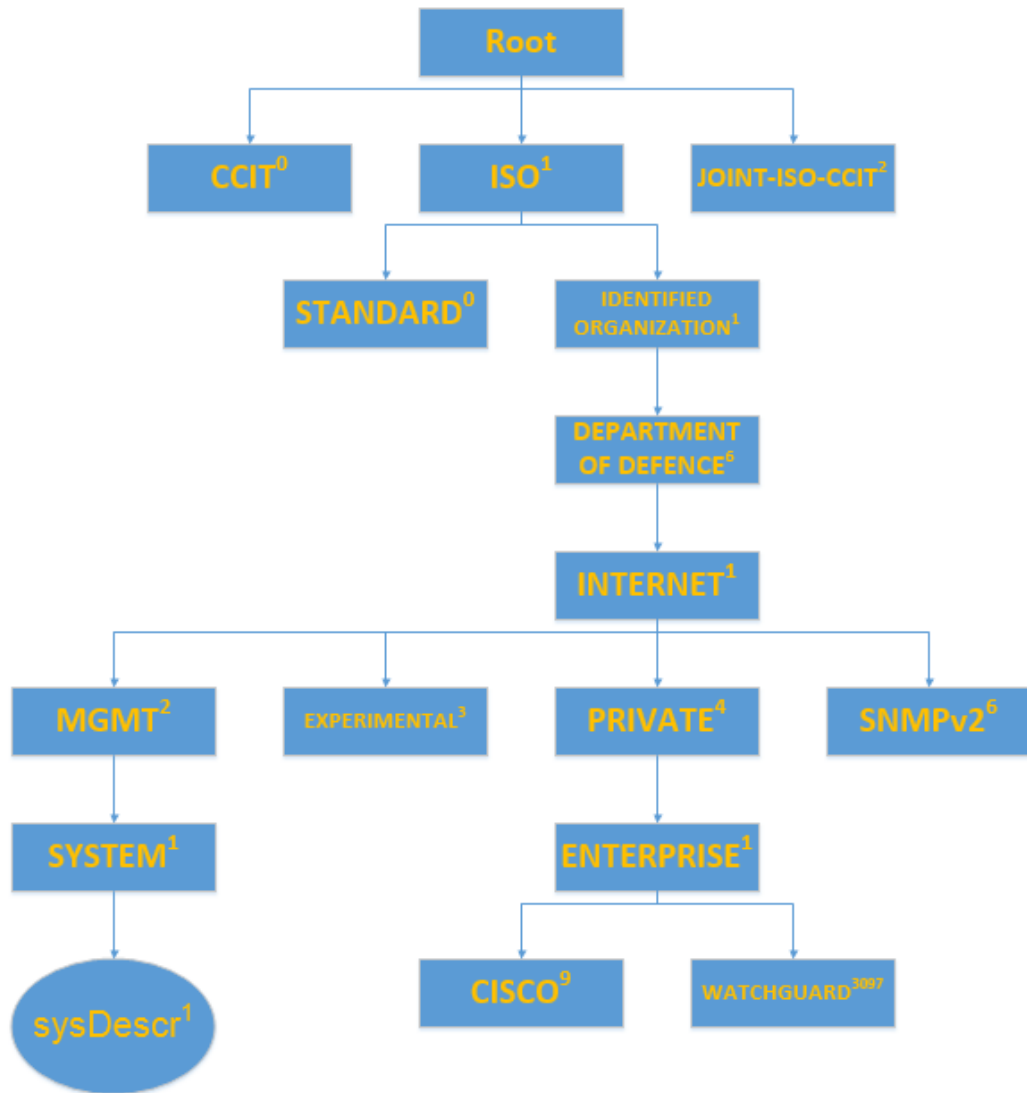 Root
CCIT⁰
ISO¹
JOINT-ISO-CCIT²
STANDARD⁰
IDENTIFIED
ORGANIZATION¹
DEPARTMENT
OF DEFENCE⁶
INTERNET¹
MGMT²
EXPERIMENTAL³
PRIVATE⁴
SNMPv2⁶
SYSTEM¹
ENTERPRISE¹
CISCO⁹
WATCHGUARD³⁰⁹⁷
sysDescr¹